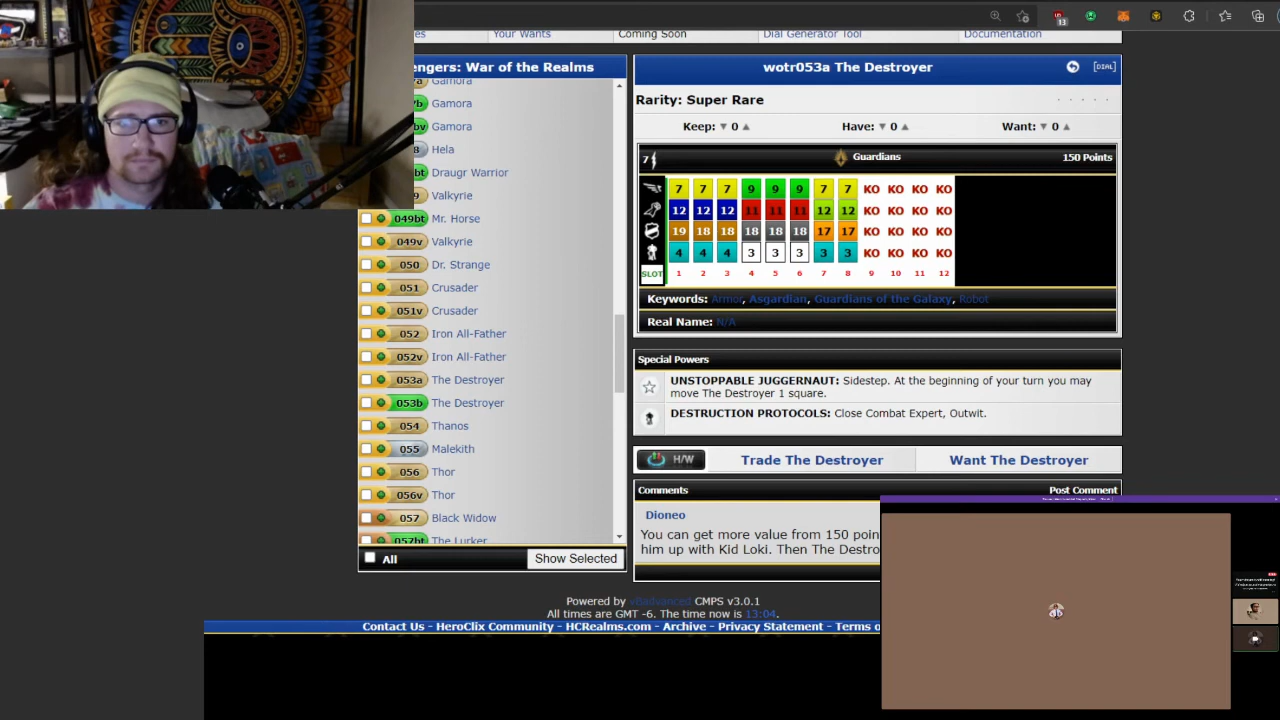 13
Your Wants
Coming Soon
Dial Generator Tool
Documentation
engers: War of the Realms
Gamora
Gamora
Gamora
Hela
Draugr Warrior
Valkyrie
049bt Mr. Horse
049v Valkyrie
050 Dr. Strange
051 Crusader
051v Crusader
052 Iron All-Father
052v Iron All-Father
053a The Destroyer
053b The Destroyer
054 Thanos
055 Malekith
056 Thor
056v Thor
057 Black Widow
057bt The Lurker
All
Show Selected
wotr053a The Destroyer
[DIAL]
Rarity: Super Rare
Keep: ▼ 0 ▲ Have: ▼ 0 ▲ Want: ▼ 0 ▲
7 Guardians 150 Points
7 7 7 9 9 9 7 7 KO KO KO KO
12 12 12 11 11 11 12 12 KO KO KO KO
19 18 18 18 18 18 17 17 KO KO KO KO
4 4 4 3 3 3 3 3 KO KO KO KO
SLOT 1 2 3 4 5 6 7 8 9 10 11 12
Keywords: Armor, Asgardian, Guardians of the Galaxy, Robot
Real Name: N/A
Special Powers
UNSTOPPABLE JUGGERNAUT: Sidestep. At the beginning of your turn you may
move The Destroyer 1 square.
DESTRUCTION PROTOCOLS: Close Combat Expert, Outwit.
H/W Trade The Destroyer Want The Destroyer
Comments Post Comment
Dioneo
You can get more value from 150 poin
him up with Kid Loki. Then The Destro
Powered by vBadvanced CMPS v3.0.1
All times are GMT -6. The time now is 13:04.
Contact Us - HeroClix Community - HCRealms.com - Archive - Privacy Statement - Terms o